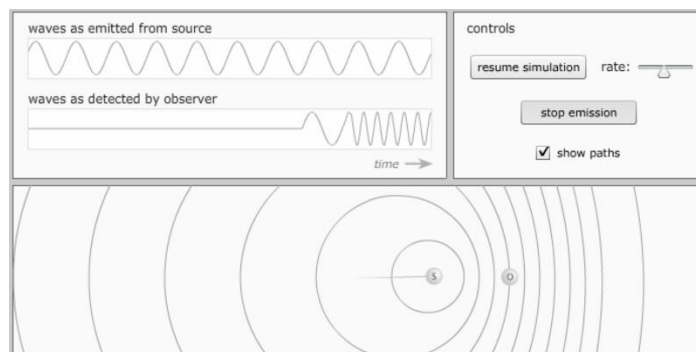 waves as emitted from source
waves as detected by observer
time
controls
resume simulation rate:
stop emission
show paths
S O